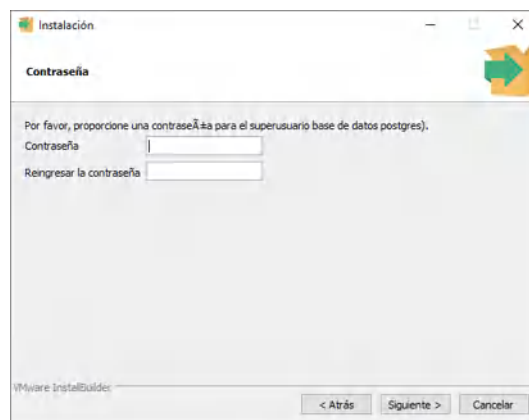 Instalación
Contraseña
Por favor, proporcione una contraseÃ±a para el superusuario base de datos postgres).
Contraseña
Reingresar la contraseña
VMware InstallBuilder
< Atrás
Siguiente >
Cancelar